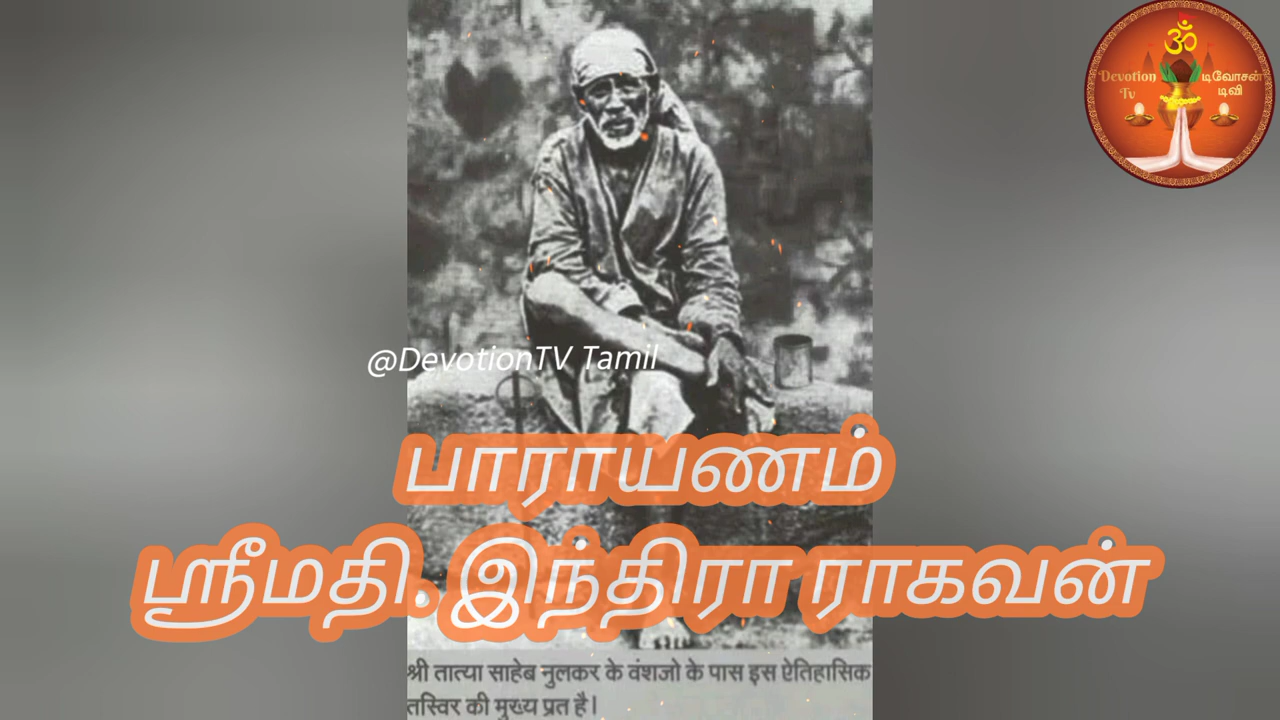 ॐ
Devotion
Tv
டிவோசன்
டிவி
@DevotionTV Tamil
பாராயணம்
ஸ்ரீமதி. இந்திரா ராகவன்
श्री तात्या साहेब नुलकर के वंशजो के पास इस ऐतिहासिक
तस्विर की मुख्य प्रत है।